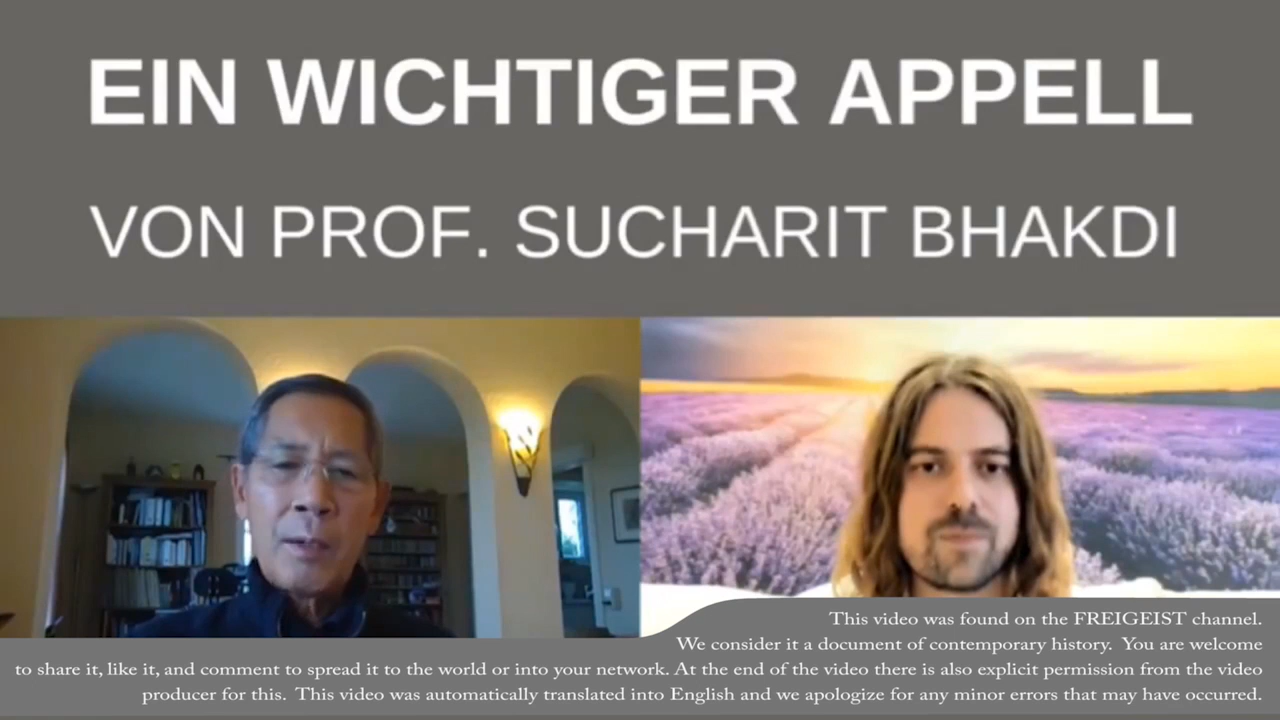 EIN WICHTIGER APPELL
VON PROF. SUCHARIT BHAKDI
This video was found on the FREIGEIST channel.
We consider it a document of contemporary history.  You are welcome
to share it, like it, and comment to spread it to the world or into your network. At the end of the video there is also explicit permission from the video
producer for this.  This video was automatically translated into English and we apologize for any minor errors that may have occurred.